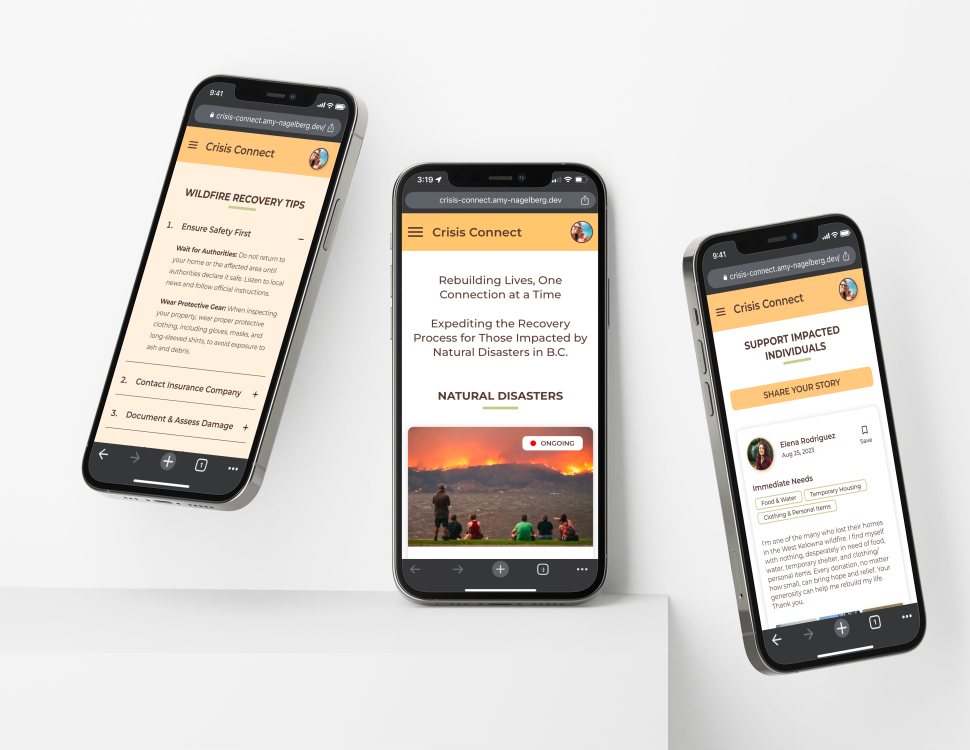 9:41
crisis-connect.amy-nagelberg.dev/
Crisis Connect
WILDFIRE RECOVERY TIPS
1. Ensure Safety First –
Wait for Authorities: Do not return to
your home or the affected area until
authorities declare it safe. Listen to local
news and follow official instructions.
Wear Protective Gear: When inspecting
your property, wear proper protective
clothing, including gloves, masks, and
long-sleeved shirts, to avoid exposure to
ash and debris.
2. Contact Insurance Company +
3. Document & Assess Damage +
1
3:19
crisis-connect.amy-nagelberg.dev
Crisis Connect
Rebuilding Lives, One
Connection at a Time
Expediting the Recovery
Process for Those Impacted by
Natural Disasters in B.C.
NATURAL DISASTERS
ONGOING
9:41
crisis-connect.amy-nagelberg.dev/
Crisis Connect
SUPPORT IMPACTED
INDIVIDUALS
SHARE YOUR STORY
Elena Rodriguez
Aug 25, 2023
Save
Immediate Needs
Food & Water Temporary Housing
Clothing & Personal Items
I'm one of the many who lost their homes
in the West Kelowna wildfire. I find myself
with nothing, desperately in need of food,
water, temporary shelter, and clothing/
personal items. Every donation, no matter
how small, can bring hope and relief. Your
generosity can help me rebuild my life.
Thank you.
1